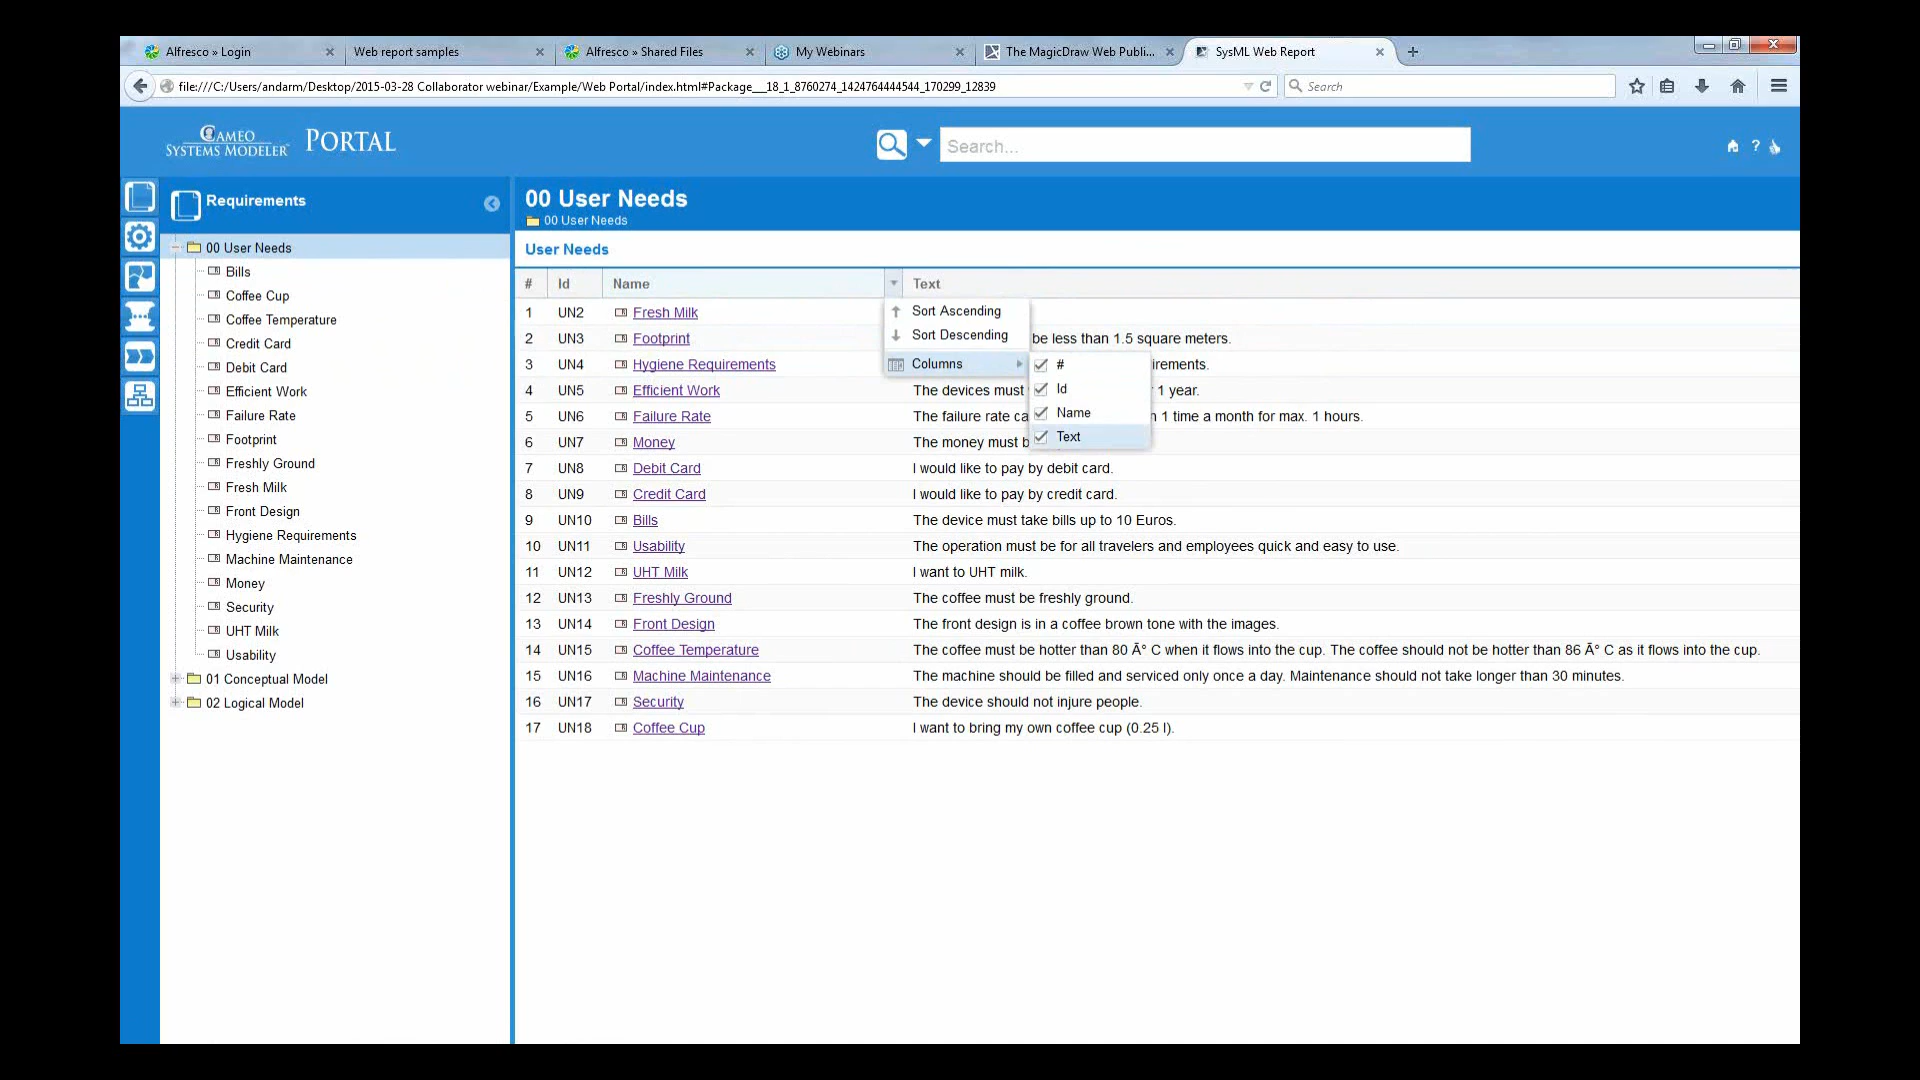 Alfresco » Login
Web report samples
Alfresco » Shared Files
My Webinars
The MagicDraw Web Publi...
SysML Web Report
file:///C:/Users/andarm/Desktop/2015-03-28 Collaborator webinar/Example/Web Portal/index.html#Package__18_1_8760274_1424764444544_170299_12839
Search
CAMEO
SYSTEMS MODELER
PORTAL
Search...
?
Requirements
00 User Needs
Bills
Coffee Cup
Coffee Temperature
Credit Card
Debit Card
Efficient Work
Failure Rate
Footprint
Freshly Ground
Fresh Milk
Front Design
Hygiene Requirements
Machine Maintenance
Money
Security
UHT Milk
Usability
01 Conceptual Model
02 Logical Model
00 User Needs
00 User Needs
User Needs
# Id Name Text
1 UN2 Fresh Milk
2 UN3 Footprint be less than 1.5 square meters.
3 UN4 Hygiene Requirements
4 UN5 Efficient Work The devices must 1 year.
5 UN6 Failure Rate The failure rate 1 time a month for max. 1 hours.
6 UN7 Money The money must
7 UN8 Debit Card I would like to pay by debit card.
8 UN9 Credit Card I would like to pay by credit card.
9 UN10 Bills The device must take bills up to 10 Euros.
10 UN11 Usability The operation must be for all travelers and employees quick and easy to use.
11 UN12 UHT Milk I want to UHT milk.
12 UN13 Freshly Ground The coffee must be freshly ground.
13 UN14 Front Design The front design is in a coffee brown tone with the images.
14 UN15 Coffee Temperature The coffee must be hotter than 80 Ã° C when it flows into the cup. The coffee should not be hotter than 86 Ã° C as it flows into the cup.
15 UN16 Machine Maintenance The machine should be filled and serviced only once a day. Maintenance should not take longer than 30 minutes.
16 UN17 Security The device should not injure people.
17 UN18 Coffee Cup I want to bring my own coffee cup (0.25 l).
Sort Ascending
Sort Descending
Columns
#
Id
Name
Text